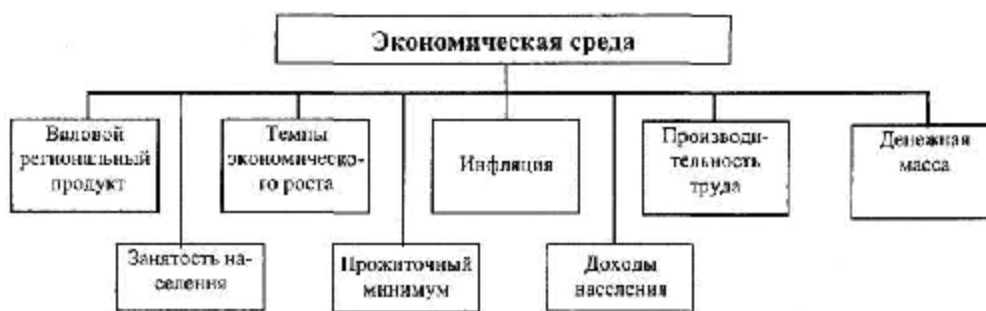 Экономическая среда
Валовой
региональный
продукт
Темпы
экономическо-
го роста
Инфляция
Производи-
тельность
труда
Денежная
масса
Занятость на-
селения
Прожиточный
минимум
Доходы
населения